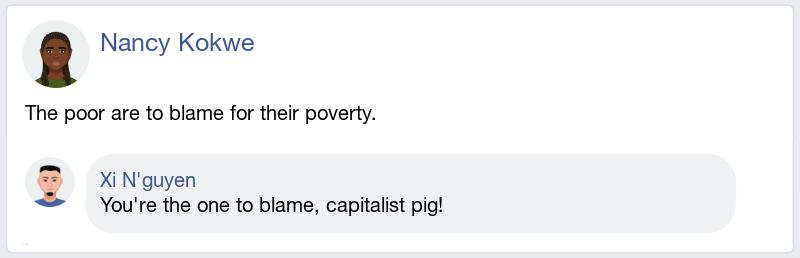 Nancy Kokwe
The poor are to blame for their poverty.
Xi N'guyen
You're the one to blame, capitalist pig!